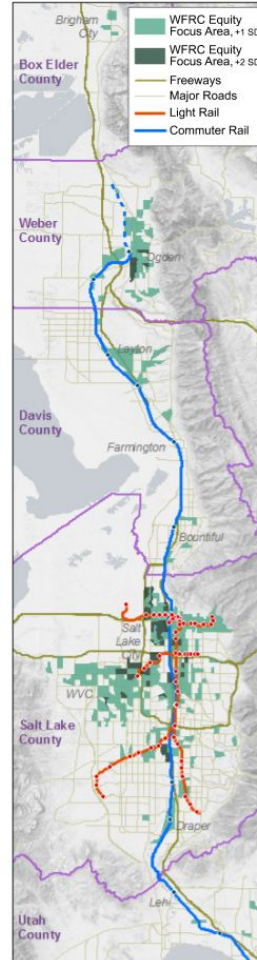 Brigham
City
Box Elder
County
WFRC Equity
Focus Area, +1 SD
WFRC Equity
Focus Area, +2 SD
Freeways
Major Roads
Light Rail
Commuter Rail
Weber
County
Ogden
Layton
Davis
County
Farmington
Bountiful
Salt
Lake
City
WVC
Salt Lake
County
Draper
Lehi
Utah
County